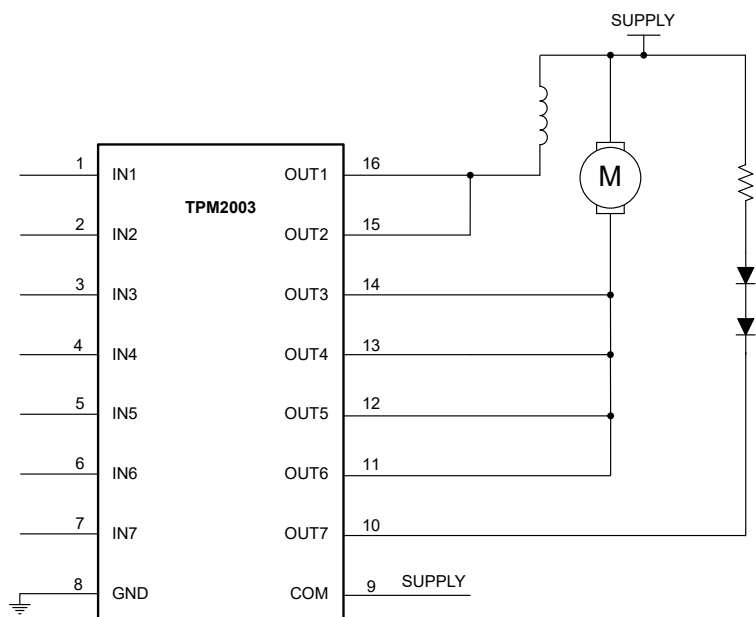 SUPPLY
M
TPM2003
1 IN1 OUT1 16
2 IN2 OUT2 15
3 IN3 OUT3 14
4 IN4 OUT4 13
5 IN5 OUT5 12
6 IN6 OUT6 11
7 IN7 OUT7 10
8 GND COM 9 SUPPLY